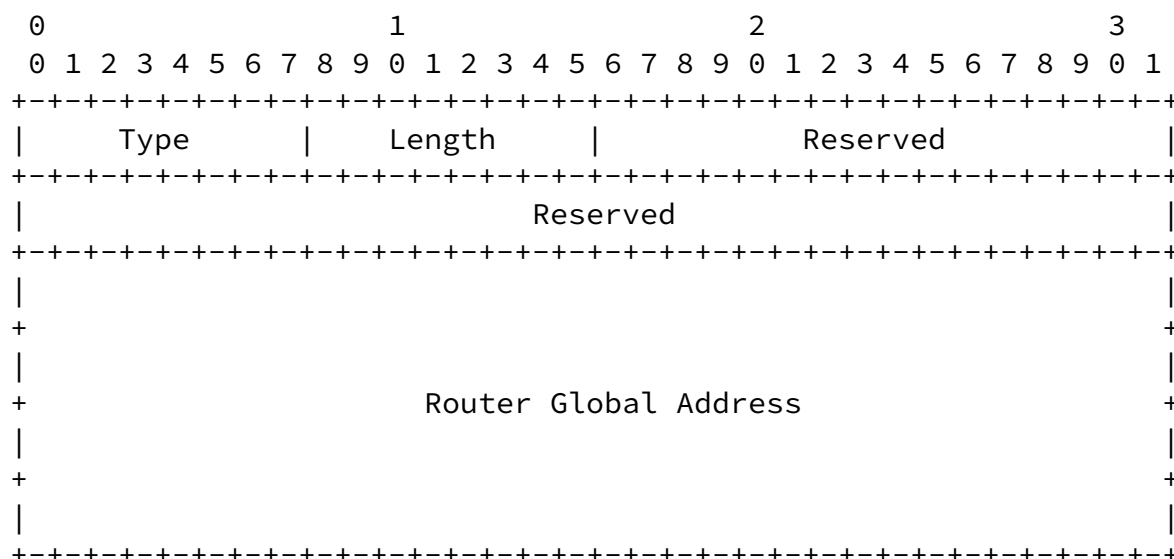 0                   1                   2                   3
 0 1 2 3 4 5 6 7 8 9 0 1 2 3 4 5 6 7 8 9 0 1 2 3 4 5 6 7 8 9 0 1
+-+-+-+-+-+-+-+-+-+-+-+-+-+-+-+-+-+-+-+-+-+-+-+-+-+-+-+-+-+-+-+-+
|     Type      |    Length     |           Reserved            |
+-+-+-+-+-+-+-+-+-+-+-+-+-+-+-+-+-+-+-+-+-+-+-+-+-+-+-+-+-+-+-+-+
|                            Reserved                           |
+-+-+-+-+-+-+-+-+-+-+-+-+-+-+-+-+-+-+-+-+-+-+-+-+-+-+-+-+-+-+-+-+
|                                                               |
+                                                               +
|                                                               |
+                      Router Global Address                    +
|                                                               |
+                                                               +
|                                                               |
+-+-+-+-+-+-+-+-+-+-+-+-+-+-+-+-+-+-+-+-+-+-+-+-+-+-+-+-+-+-+-+-+